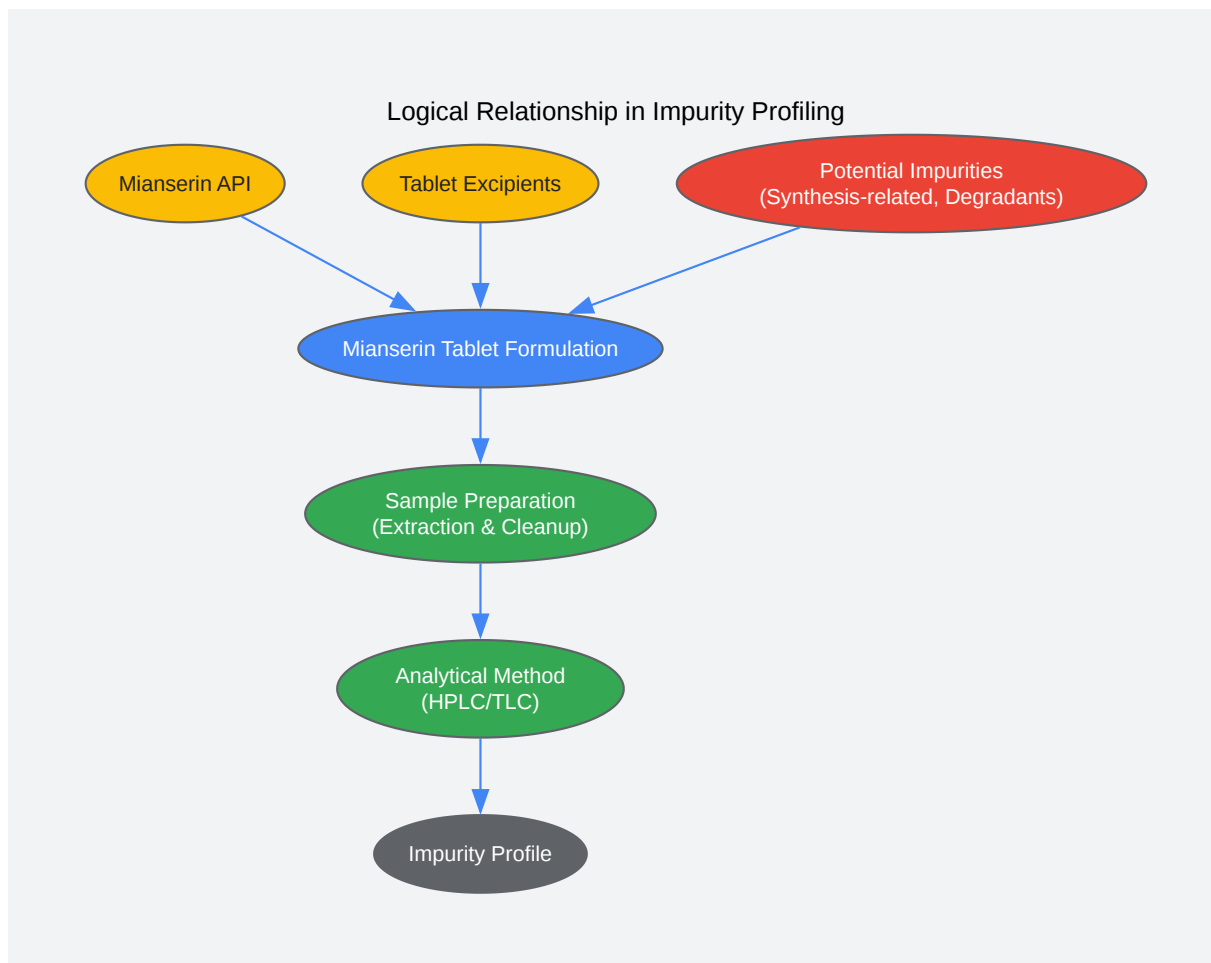 Logical Relationship in Impurity Profiling
Mianserin API
Tablet Excipients
Potential Impurities
(Synthesis-related, Degradants)
Mianserin Tablet Formulation
Sample Preparation
(Extraction & Cleanup)
Analytical Method
(HPLC/TLC)
Impurity Profile